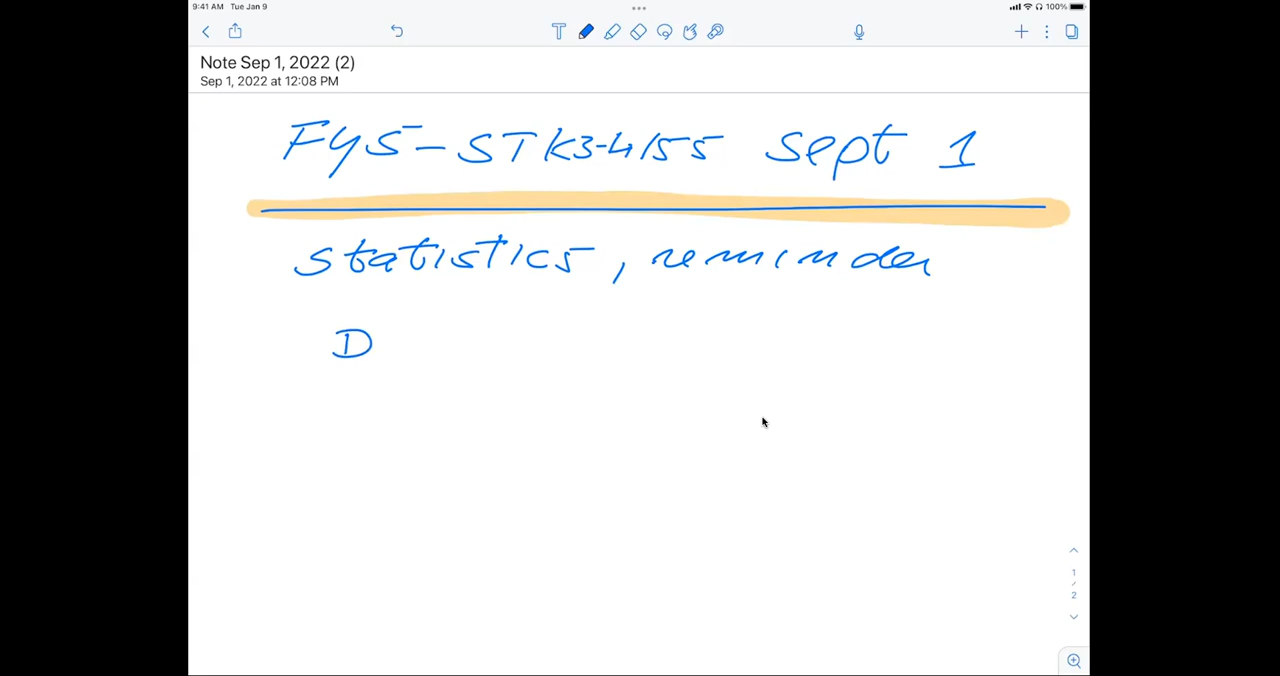 9:41 AM Tue Jan 9
100%
Note Sep 1, 2022 (2)
Sep 1, 2022 at 12:08 PM
FYS-STK3-4155 Sept 1
statistics, reminder
D
1
/
2